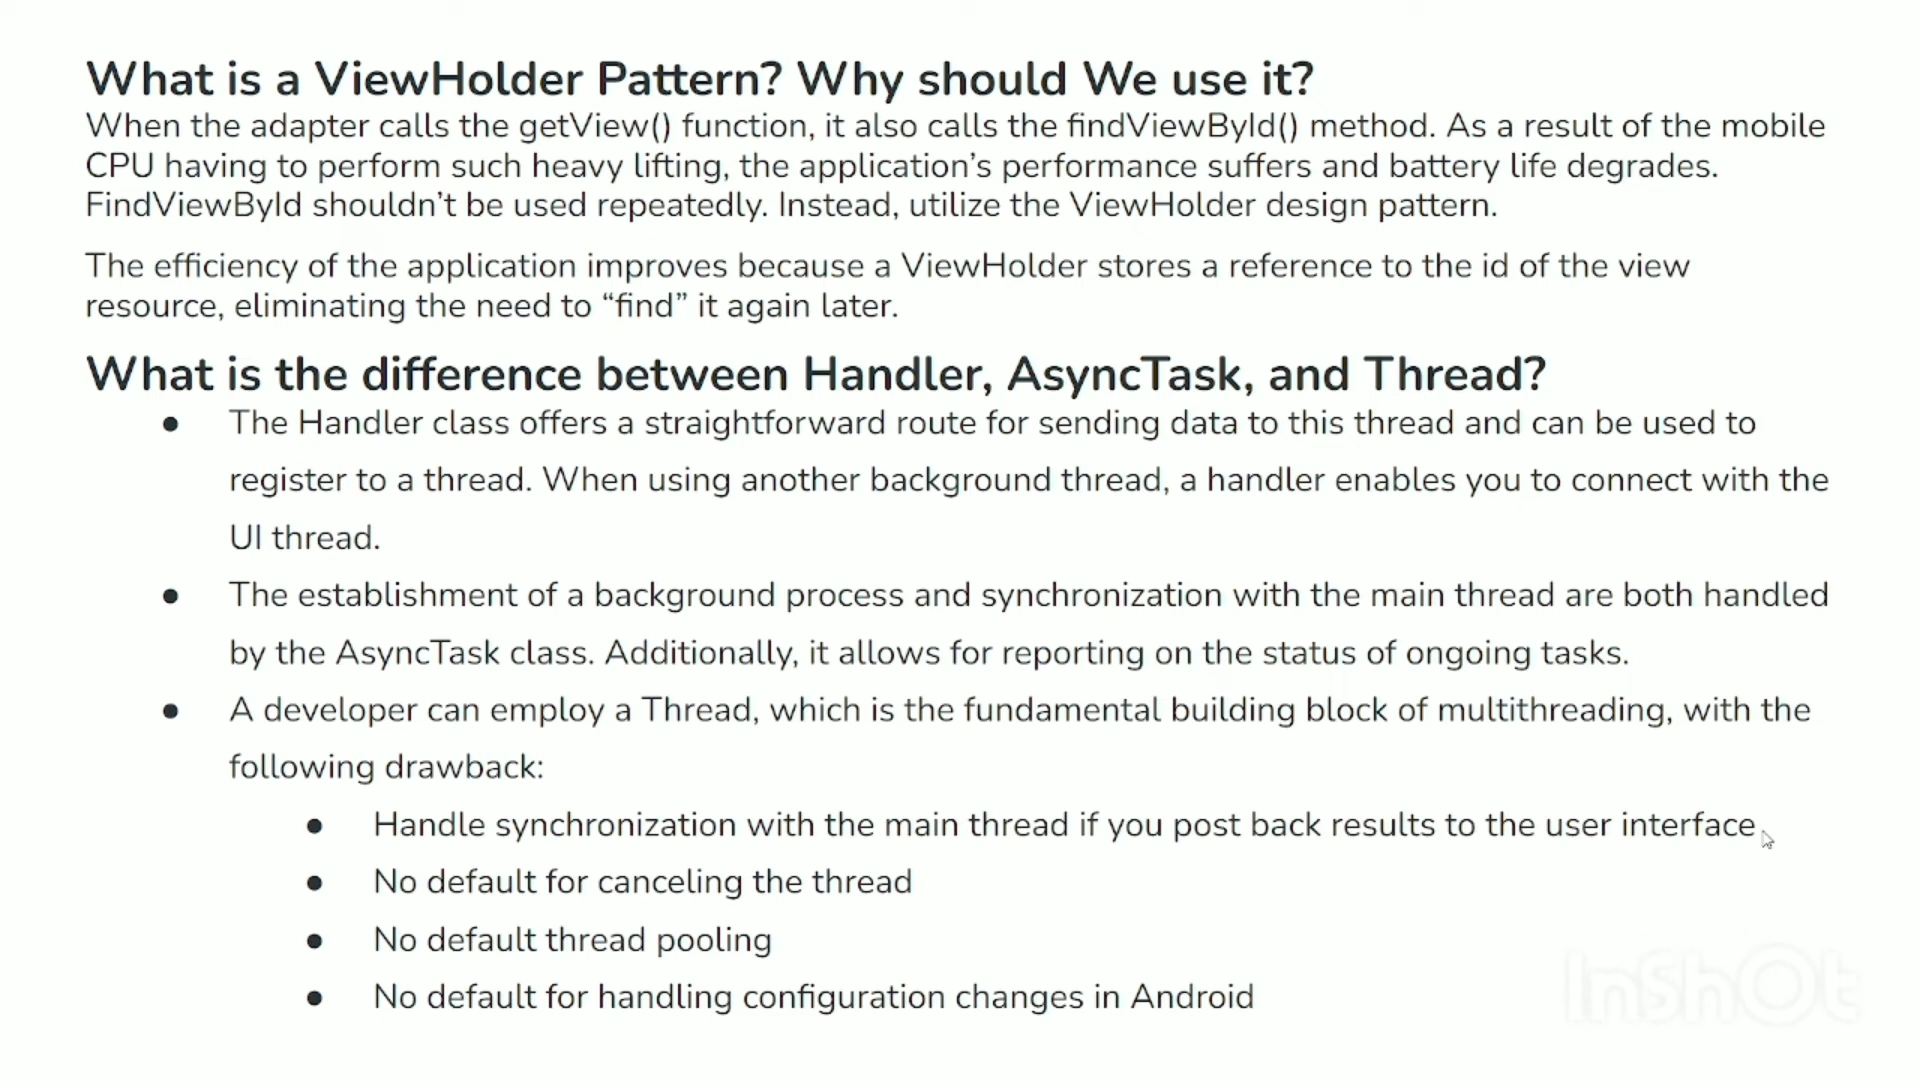 What is a ViewHolder Pattern? Why should We use it?
When the adapter calls the getView() function, it also calls the findViewById() method. As a result of the mobile
CPU having to perform such heavy lifting, the application’s performance suffers and battery life degrades.
FindViewById shouldn’t be used repeatedly. Instead, utilize the ViewHolder design pattern.
The efficiency of the application improves because a ViewHolder stores a reference to the id of the view
resource, eliminating the need to “find” it again later.
What is the difference between Handler, AsyncTask, and Thread?
● The Handler class offers a straightforward route for sending data to this thread and can be used to
register to a thread. When using another background thread, a handler enables you to connect with the
UI thread.
● The establishment of a background process and synchronization with the main thread are both handled
by the AsyncTask class. Additionally, it allows for reporting on the status of ongoing tasks.
● A developer can employ a Thread, which is the fundamental building block of multithreading, with the
following drawback:
● Handle synchronization with the main thread if you post back results to the user interface
● No default for canceling the thread
● No default thread pooling
● No default for handling configuration changes in Android
InShOt